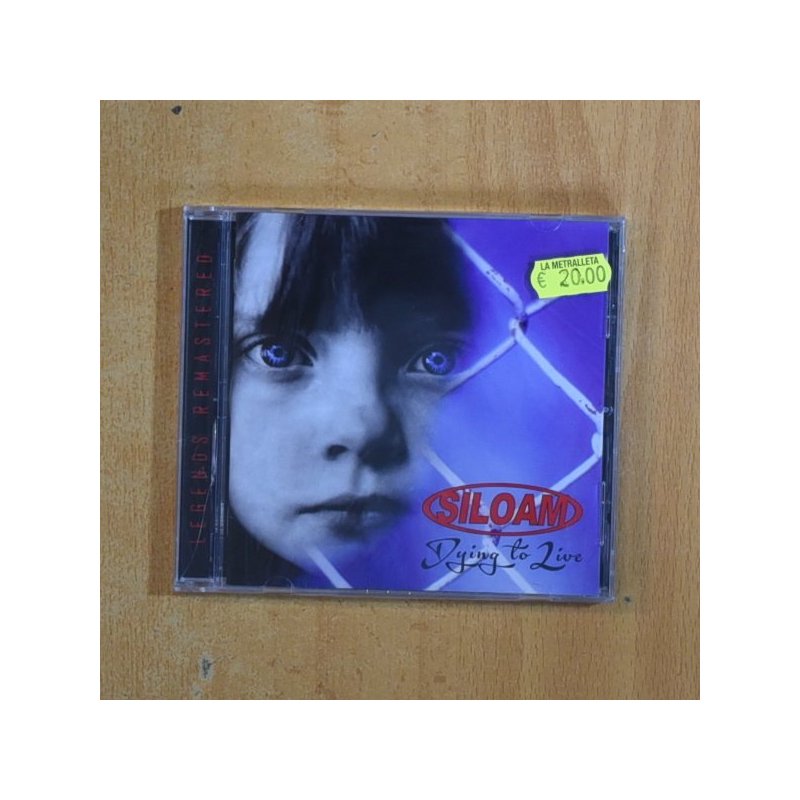 LEGENDS REMASTERED
LA METRALLETA
€ 20.00
SILOAM
Dying to Live